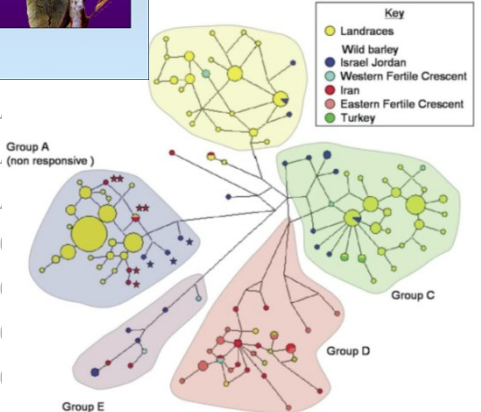 Key
Landraces
Wild barley
Israel Jordan
Western Fertile Crescent
Iran
Eastern Fertile Crescent
Turkey
Group A
(non responsive )
Group C
Group D
Group E